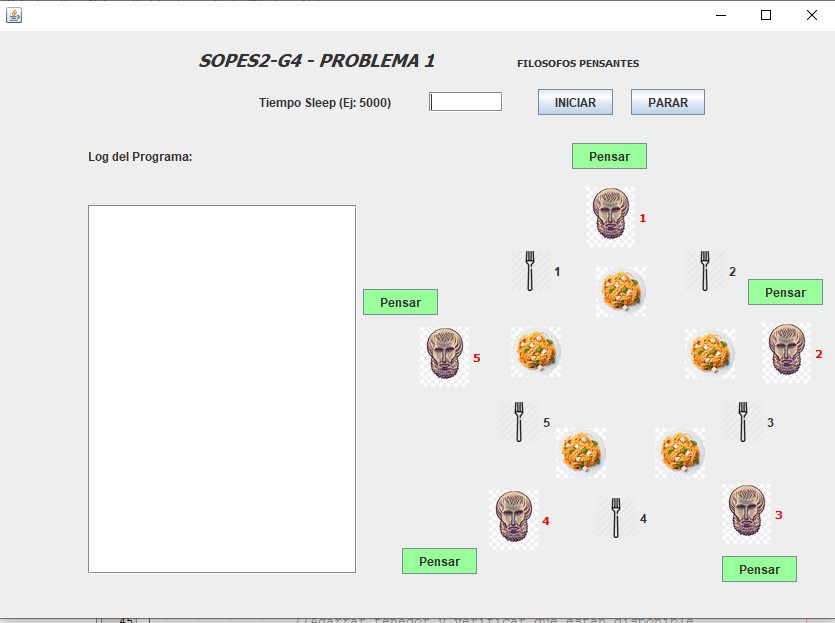 SOPES2-G4 - PROBLEMA 1
FILOSOFOS PENSANTES
Tiempo Sleep (Ej: 5000)
INICIAR
PARAR
Log del Programa:
Pensar
1
1
2
Pensar
Pensar
5
2
5
3
4
4
3
Pensar
Pensar
45
//Agarrar tenedor y verificar que estan disponible